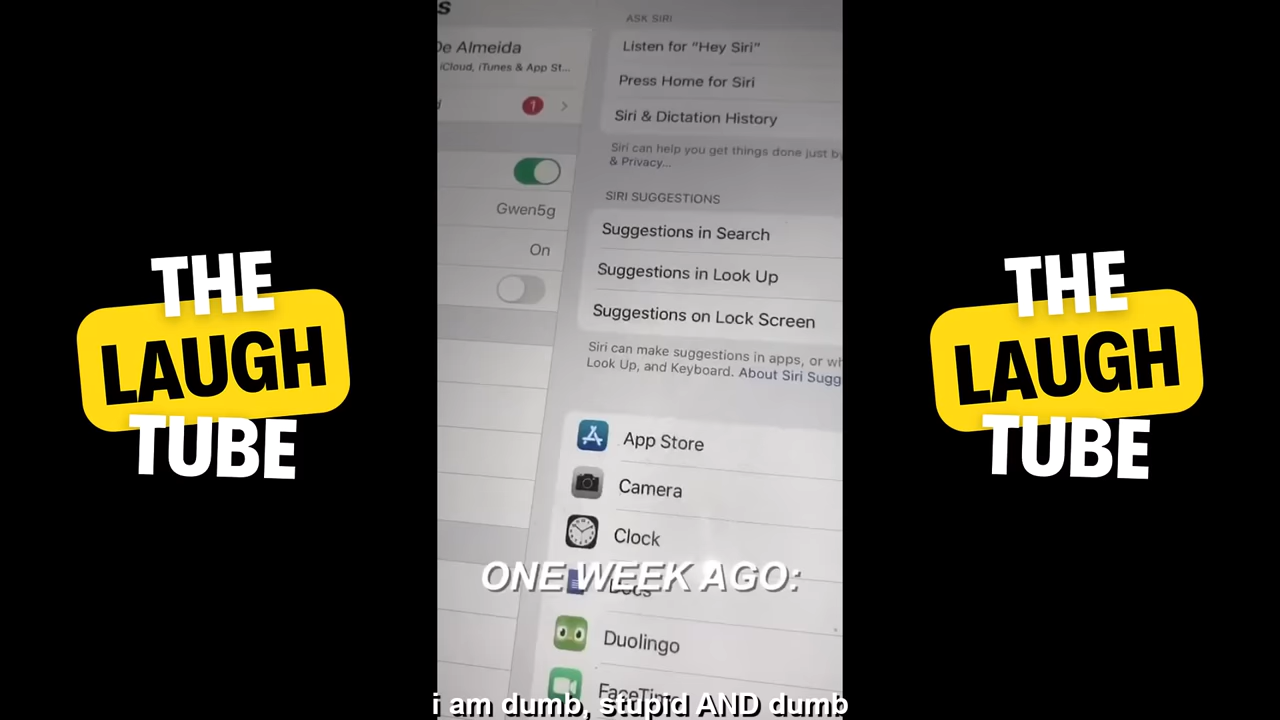 THE
LAUGH
TUBE
s
De Almeida
iCloud, iTunes & App St...
1
Gwen5g
On
ASK SIRI
Listen for "Hey Siri"
Press Home for Siri
Siri & Dictation History
Siri can help you get things done just by
& Privacy...
SIRI SUGGESTIONS
Suggestions in Search
Suggestions in Look Up
Suggestions on Lock Screen
Siri can make suggestions in apps, or wh
Look Up, and Keyboard. About Siri Sugg
App Store
Camera
Clock
ONE WEEK AGO:
Docs
Duolingo
FaceTime
i am dumb, stupid AND dumb
THE
LAUGH
TUBE